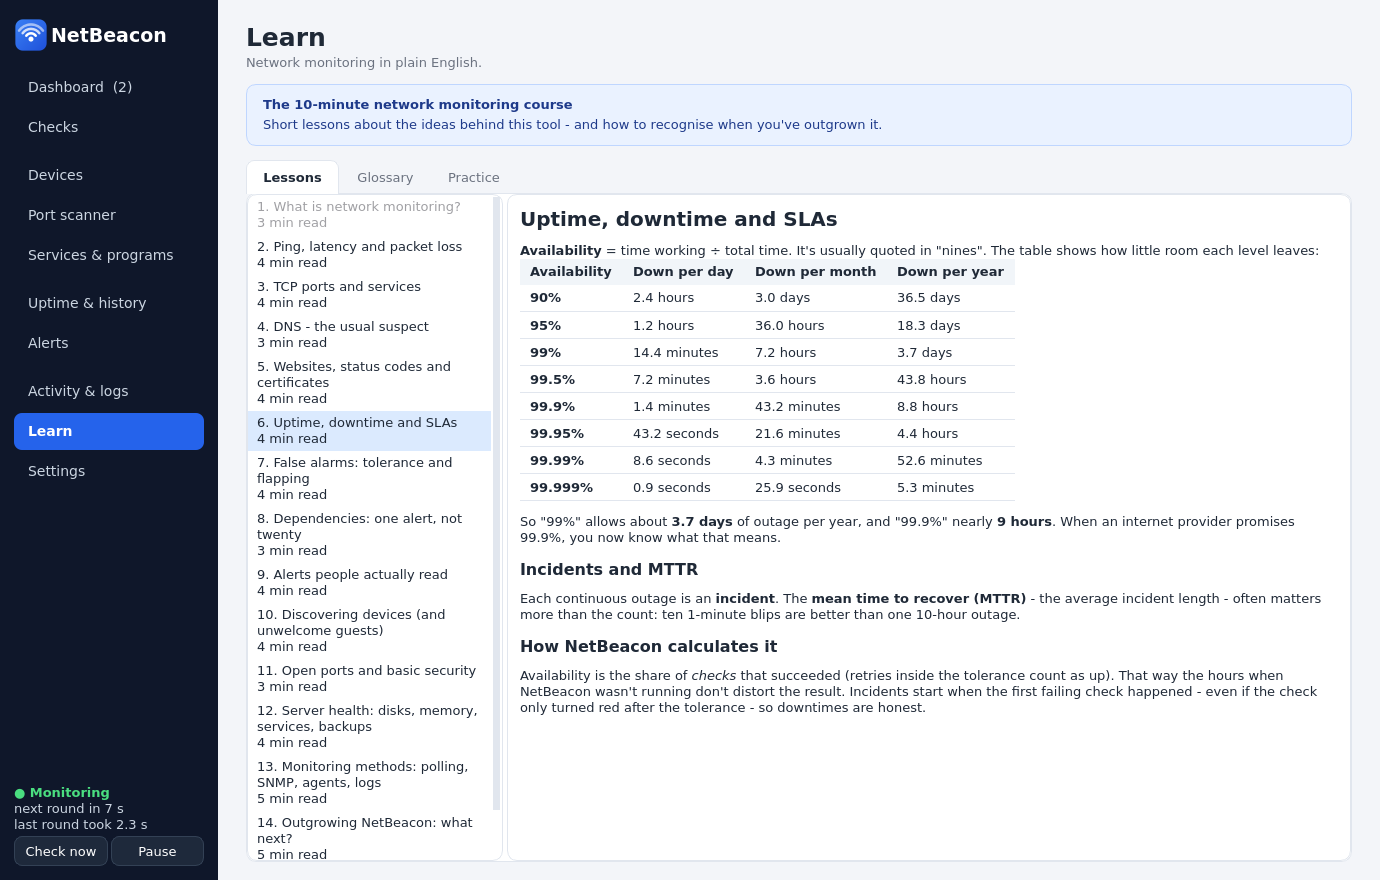 NetBeacon
Dashboard (2)
Checks
Devices
Port scanner
Services & programs
Uptime & history
Alerts
Activity & logs
Learn
Settings
● Monitoring
next round in 7 s
last round took 2.3 s
Check now
Pause
Learn
Network monitoring in plain English.
The 10-minute network monitoring course
Short lessons about the ideas behind this tool - and how to recognise when you've outgrown it.
Lessons
Glossary
Practice
1. What is network monitoring?
3 min read
2. Ping, latency and packet loss
4 min read
3. TCP ports and services
4 min read
4. DNS - the usual suspect
3 min read
5. Websites, status codes and
certificates
4 min read
6. Uptime, downtime and SLAs
4 min read
7. False alarms: tolerance and
flapping
4 min read
8. Dependencies: one alert, not
twenty
3 min read
9. Alerts people actually read
4 min read
10. Discovering devices (and
unwelcome guests)
4 min read
11. Open ports and basic security
3 min read
12. Server health: disks, memory,
services, backups
4 min read
13. Monitoring methods: polling,
SNMP, agents, logs
5 min read
14. Outgrowing NetBeacon: what
next?
5 min read
Uptime, downtime and SLAs
Availability = time working ÷ total time. It's usually quoted in "nines". The table shows how little room each level leaves:
Availability Down per day Down per month Down per year
90% 2.4 hours 3.0 days 36.5 days
95% 1.2 hours 36.0 hours 18.3 days
99% 14.4 minutes 7.2 hours 3.7 days
99.5% 7.2 minutes 3.6 hours 43.8 hours
99.9% 1.4 minutes 43.2 minutes 8.8 hours
99.95% 43.2 seconds 21.6 minutes 4.4 hours
99.99% 8.6 seconds 4.3 minutes 52.6 minutes
99.999% 0.9 seconds 25.9 seconds 5.3 minutes
So "99%" allows about 3.7 days of outage per year, and "99.9%" nearly 9 hours. When an internet provider promises
99.9%, you now know what that means.
Incidents and MTTR
Each continuous outage is an incident. The mean time to recover (MTTR) - the average incident length - often matters
more than the count: ten 1-minute blips are better than one 10-hour outage.
How NetBeacon calculates it
Availability is the share of checks that succeeded (retries inside the tolerance count as up). That way the hours when
NetBeacon wasn't running don't distort the result. Incidents start when the first failing check happened - even if the check
only turned red after the tolerance - so downtimes are honest.